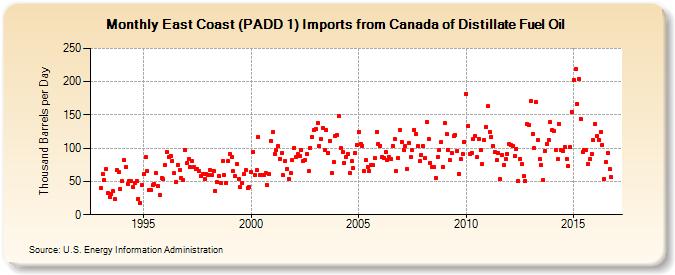 Monthly East Coast (PADD 1) Imports from Canada of Distillate Fuel Oil
Thousand Barrels per Day
250
200
150
100
50
0
1995 2000 2005 2010 2015
Source: U.S. Energy Information Administration